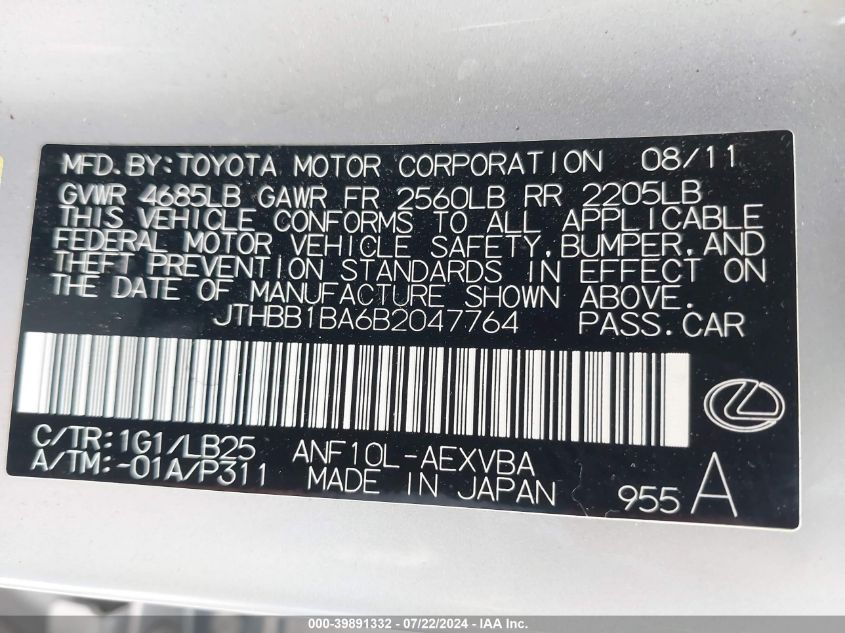 MFD.BY:TOYOTA MOTOR CORPORATION 08/11
GVWR 4685LB GAWR FR 2560LB RR 2205LB
THIS VEHICLE CONFORMS TO ALL APPLICABLE
FEDERAL MOTOR VEHICLE SAFETY,BUMPER,AND
THEFT PREVENTION STANDARDS IN EFFECT ON
THE DATE OF MANUFACTURE SHOWN ABOVE.
JTHBB1BA6B2047764 PASS.CAR
C/TR:1G1/LB25 ANF10L-AEXVBA
A/TM:-01A/P311 MADE IN JAPAN 955 A
000-39891332 - 07/22/2024 - IAA Inc.